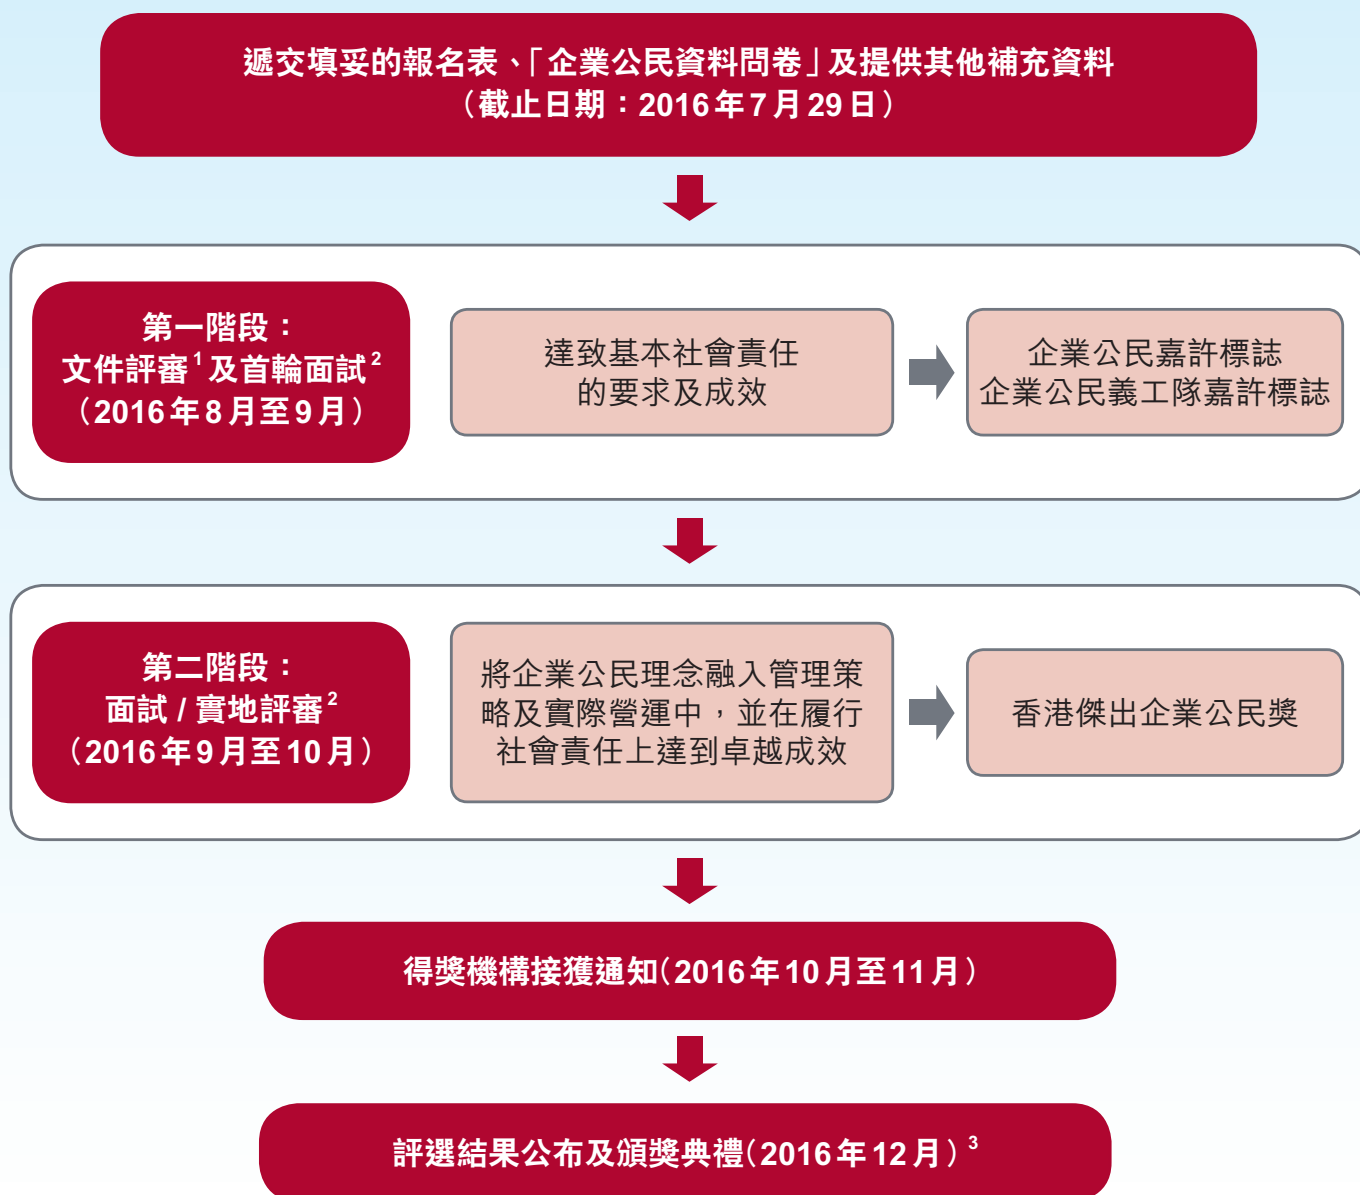 遞交填妥的報名表、「企業公民資料問卷」及提供其他補充資料
（截止日期：2016年7月29日）
第一階段：
文件評審1及首輪面試2
（2016年8月至9月）
達致基本社會責任
的要求及成效
企業公民嘉許標誌
企業公民義工隊嘉許標誌
第二階段：
面試 / 實地評審2
（2016年9月至10月）
將企業公民理念融入管理策
略及實際營運中，並在履行
社會責任上達到卓越成效
香港傑出企業公民獎
得獎機構接獲通知（2016年10月至11月）
評選結果公布及頒獎典禮（2016年12月）3